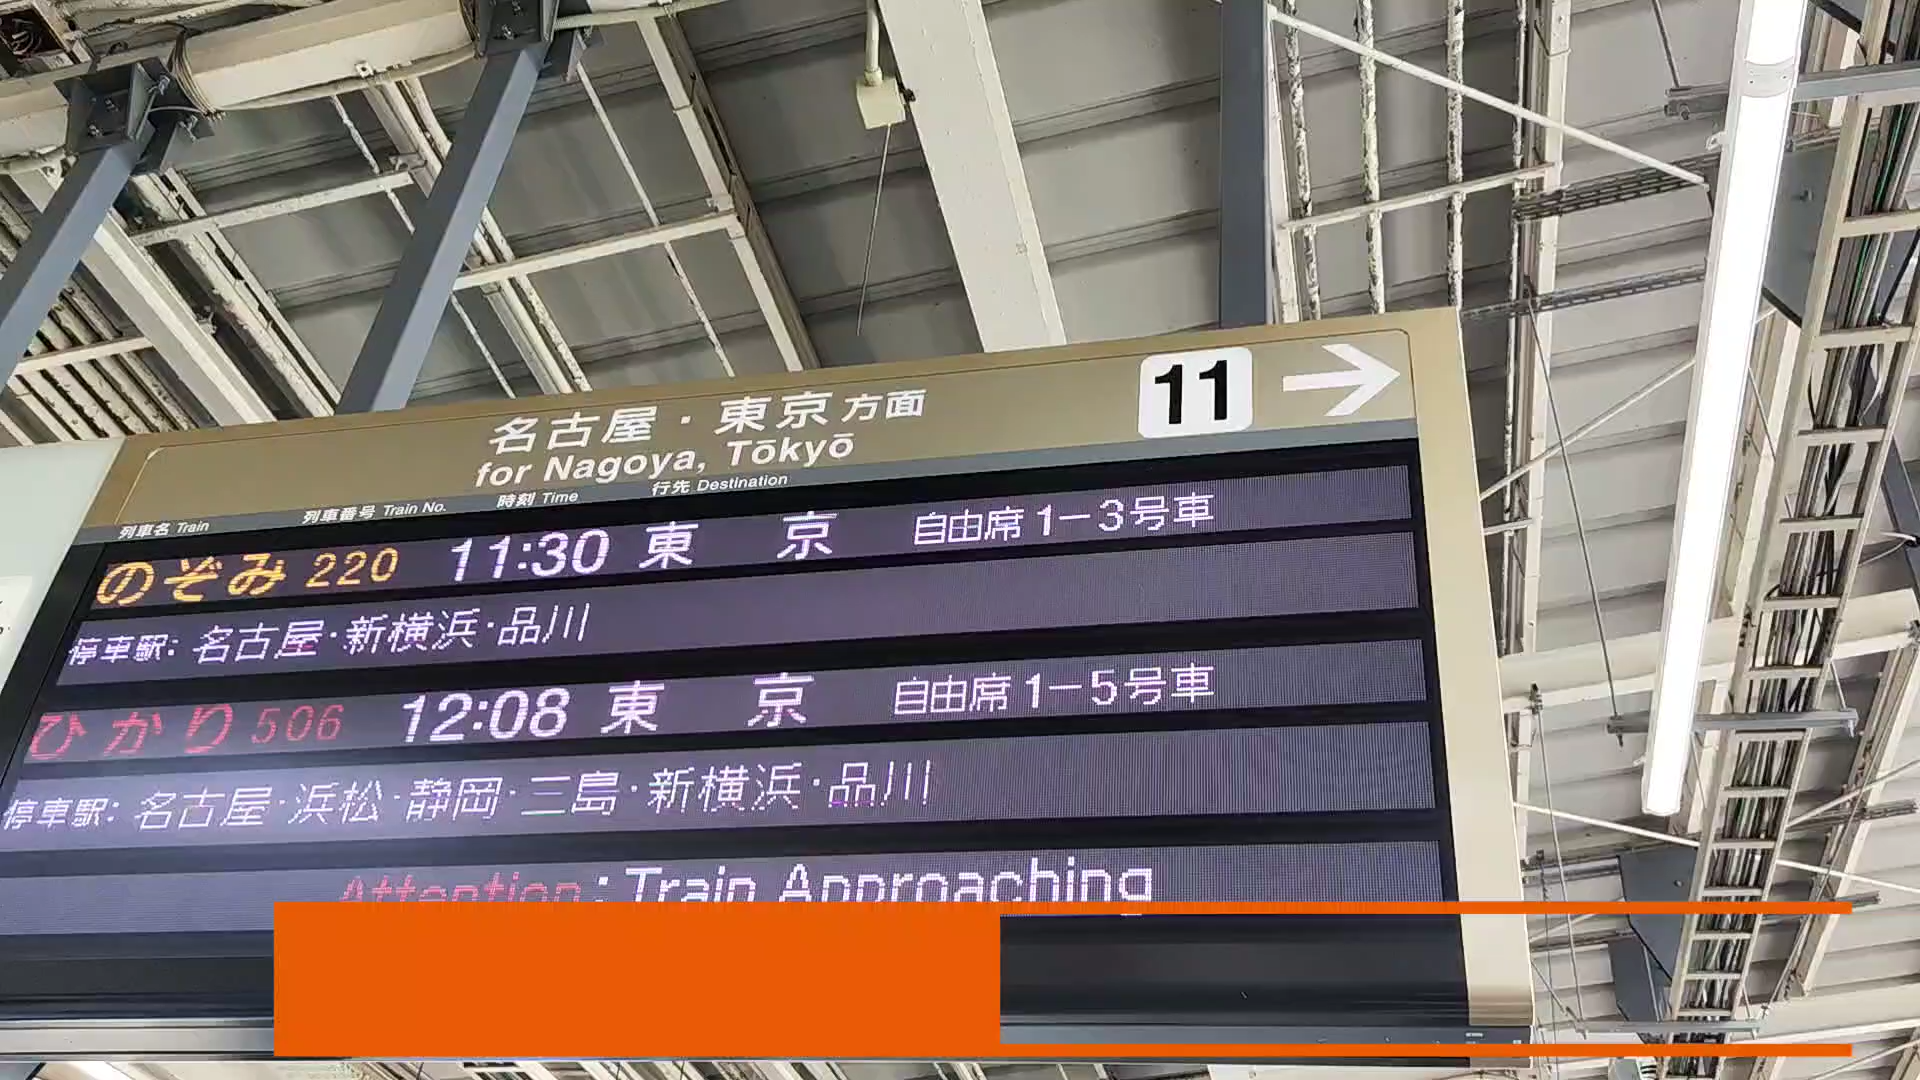 名古屋・東京方面 11 →
for Nagoya, Tōkyō
列車名 Train 列車番号 Train No. 時刻 Time 行先 Destination
のぞみ 220 11:30 東京 自由席1-3号車
停車駅: 名古屋・新横浜・品川
ひかり 506 12:08 東京 自由席1-5号車
停車駅: 名古屋・浜松・静岡・三島・新横浜・品川
Attention: Train Approaching